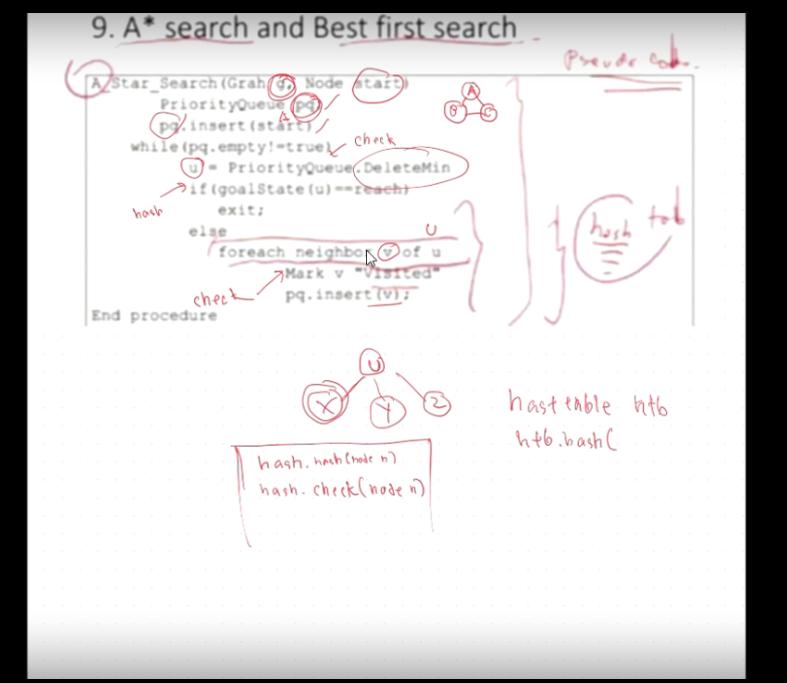 9. A* search and Best first search
Pseudo code.
A_Star_Search(Grah g, Node start)
PriorityQueue pq
A
pq.insert(start)
while(pq.empty!=true) check
u = PriorityQueue.DeleteMin
if(goalState(u)==reach)
hash
exit;
else
U
foreach neighbor v of u
Mark v "Visited"
check
pq.insert(v);
End procedure
A
B C
hash tab
U
X Y Z
hash.hash(node n)
hash.check(node n)
hashtable htb
htb.hash(